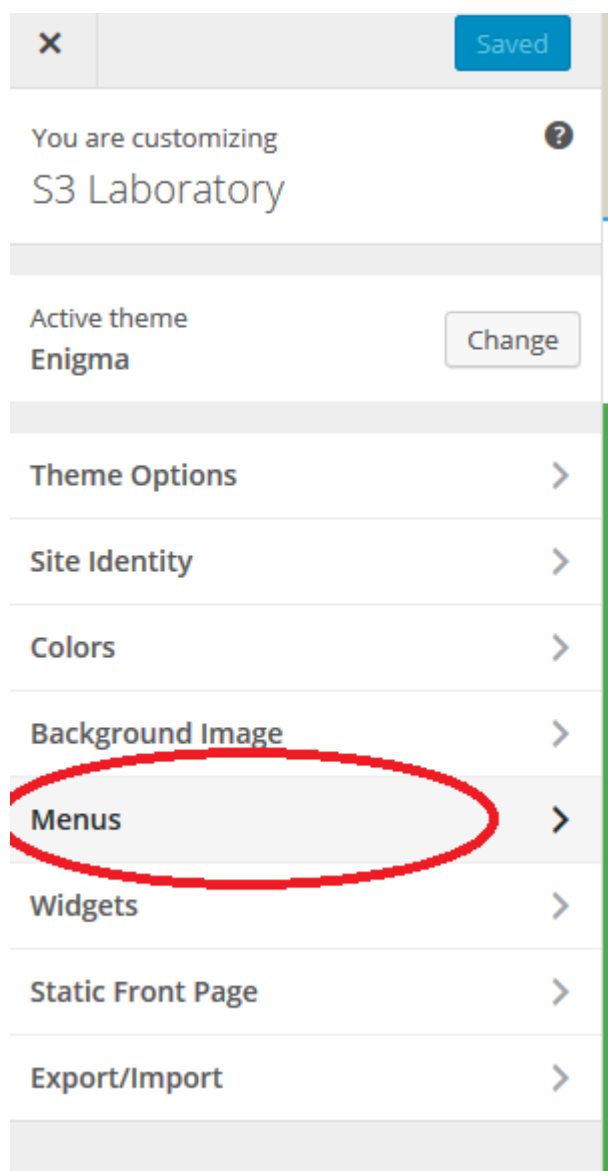 Saved
You are customizing
S3 Laboratory
Active theme
Enigma
Change
Theme Options
Site Identity
Colors
Background Image
Menus
Widgets
Static Front Page
Export/Import